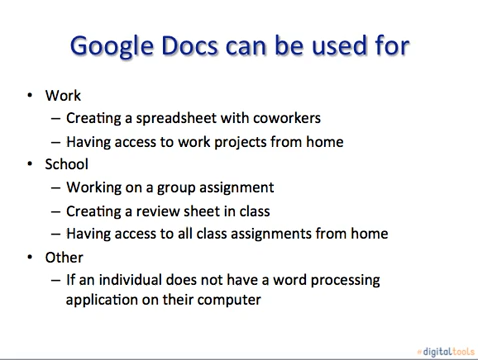 Google Docs can be used for
• Work
– Creating a spreadsheet with coworkers
– Having access to work projects from home
• School
– Working on a group assignment
– Creating a review sheet in class
– Having access to all class assignments from home
• Other
– If an individual does not have a word processing
application on their computer
digitaltools